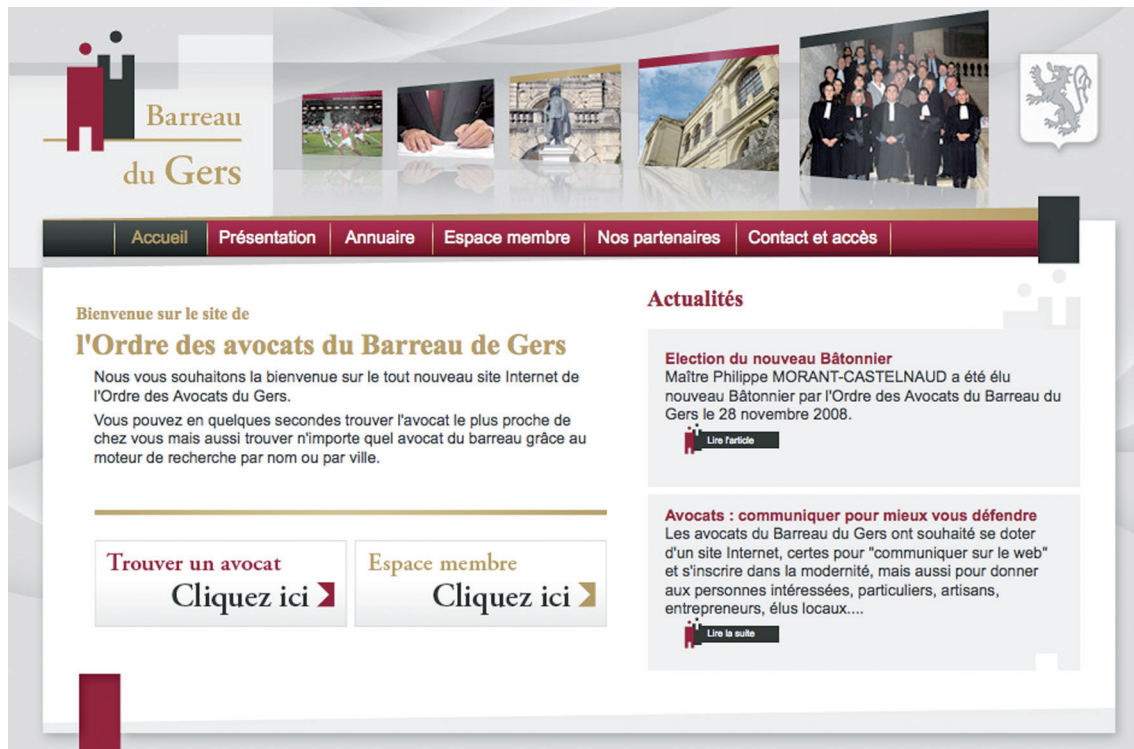 Barreau
du Gers
Accueil Présentation Annuaire Espace membre Nos partenaires Contact et accès
Bienvenue sur le site de
l'Ordre des avocats du Barreau de Gers
Nous vous souhaitons la bienvenue sur le tout nouveau site Internet de
l'Ordre des Avocats du Gers.
Vous pouvez en quelques secondes trouver l'avocat le plus proche de
chez vous mais aussi trouver n'importe quel avocat du barreau grâce au
moteur de recherche par nom ou par ville.
Trouver un avocat
Cliquez ici
Espace membre
Cliquez ici
Actualités
Election du nouveau Bâtonnier
Maître Philippe MORANT-CASTELNAUD a été élu
nouveau Bâtonnier par l'Ordre des Avocats du Barreau du
Gers le 28 novembre 2008.
Lire l'article
Avocats : communiquer pour mieux vous défendre
Les avocats du Barreau du Gers ont souhaité se doter
d'un site Internet, certes pour "communiquer sur le web"
et s'inscrire dans la modernité, mais aussi pour donner
aux personnes intéressées, particuliers, artisans,
entrepreneurs, élus locaux....
Lire la suite